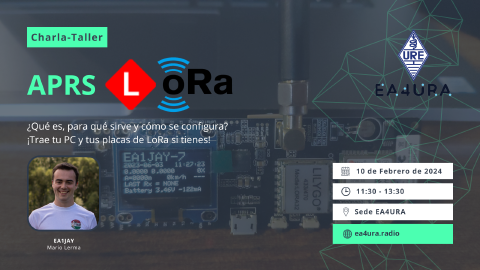 Charla-Taller
APRS LoRa
¿Qué es, para qué sirve y cómo se configura?
¡Trae tu PC y tus placas de LoRa si tienes!
URE
EA4URA
EA1JAY-7
LILYGO
EA1JAY
Mario Lerma
10 de Febrero de 2024
11:30 - 13:30
Sede EA4URA
ea4ura.radio